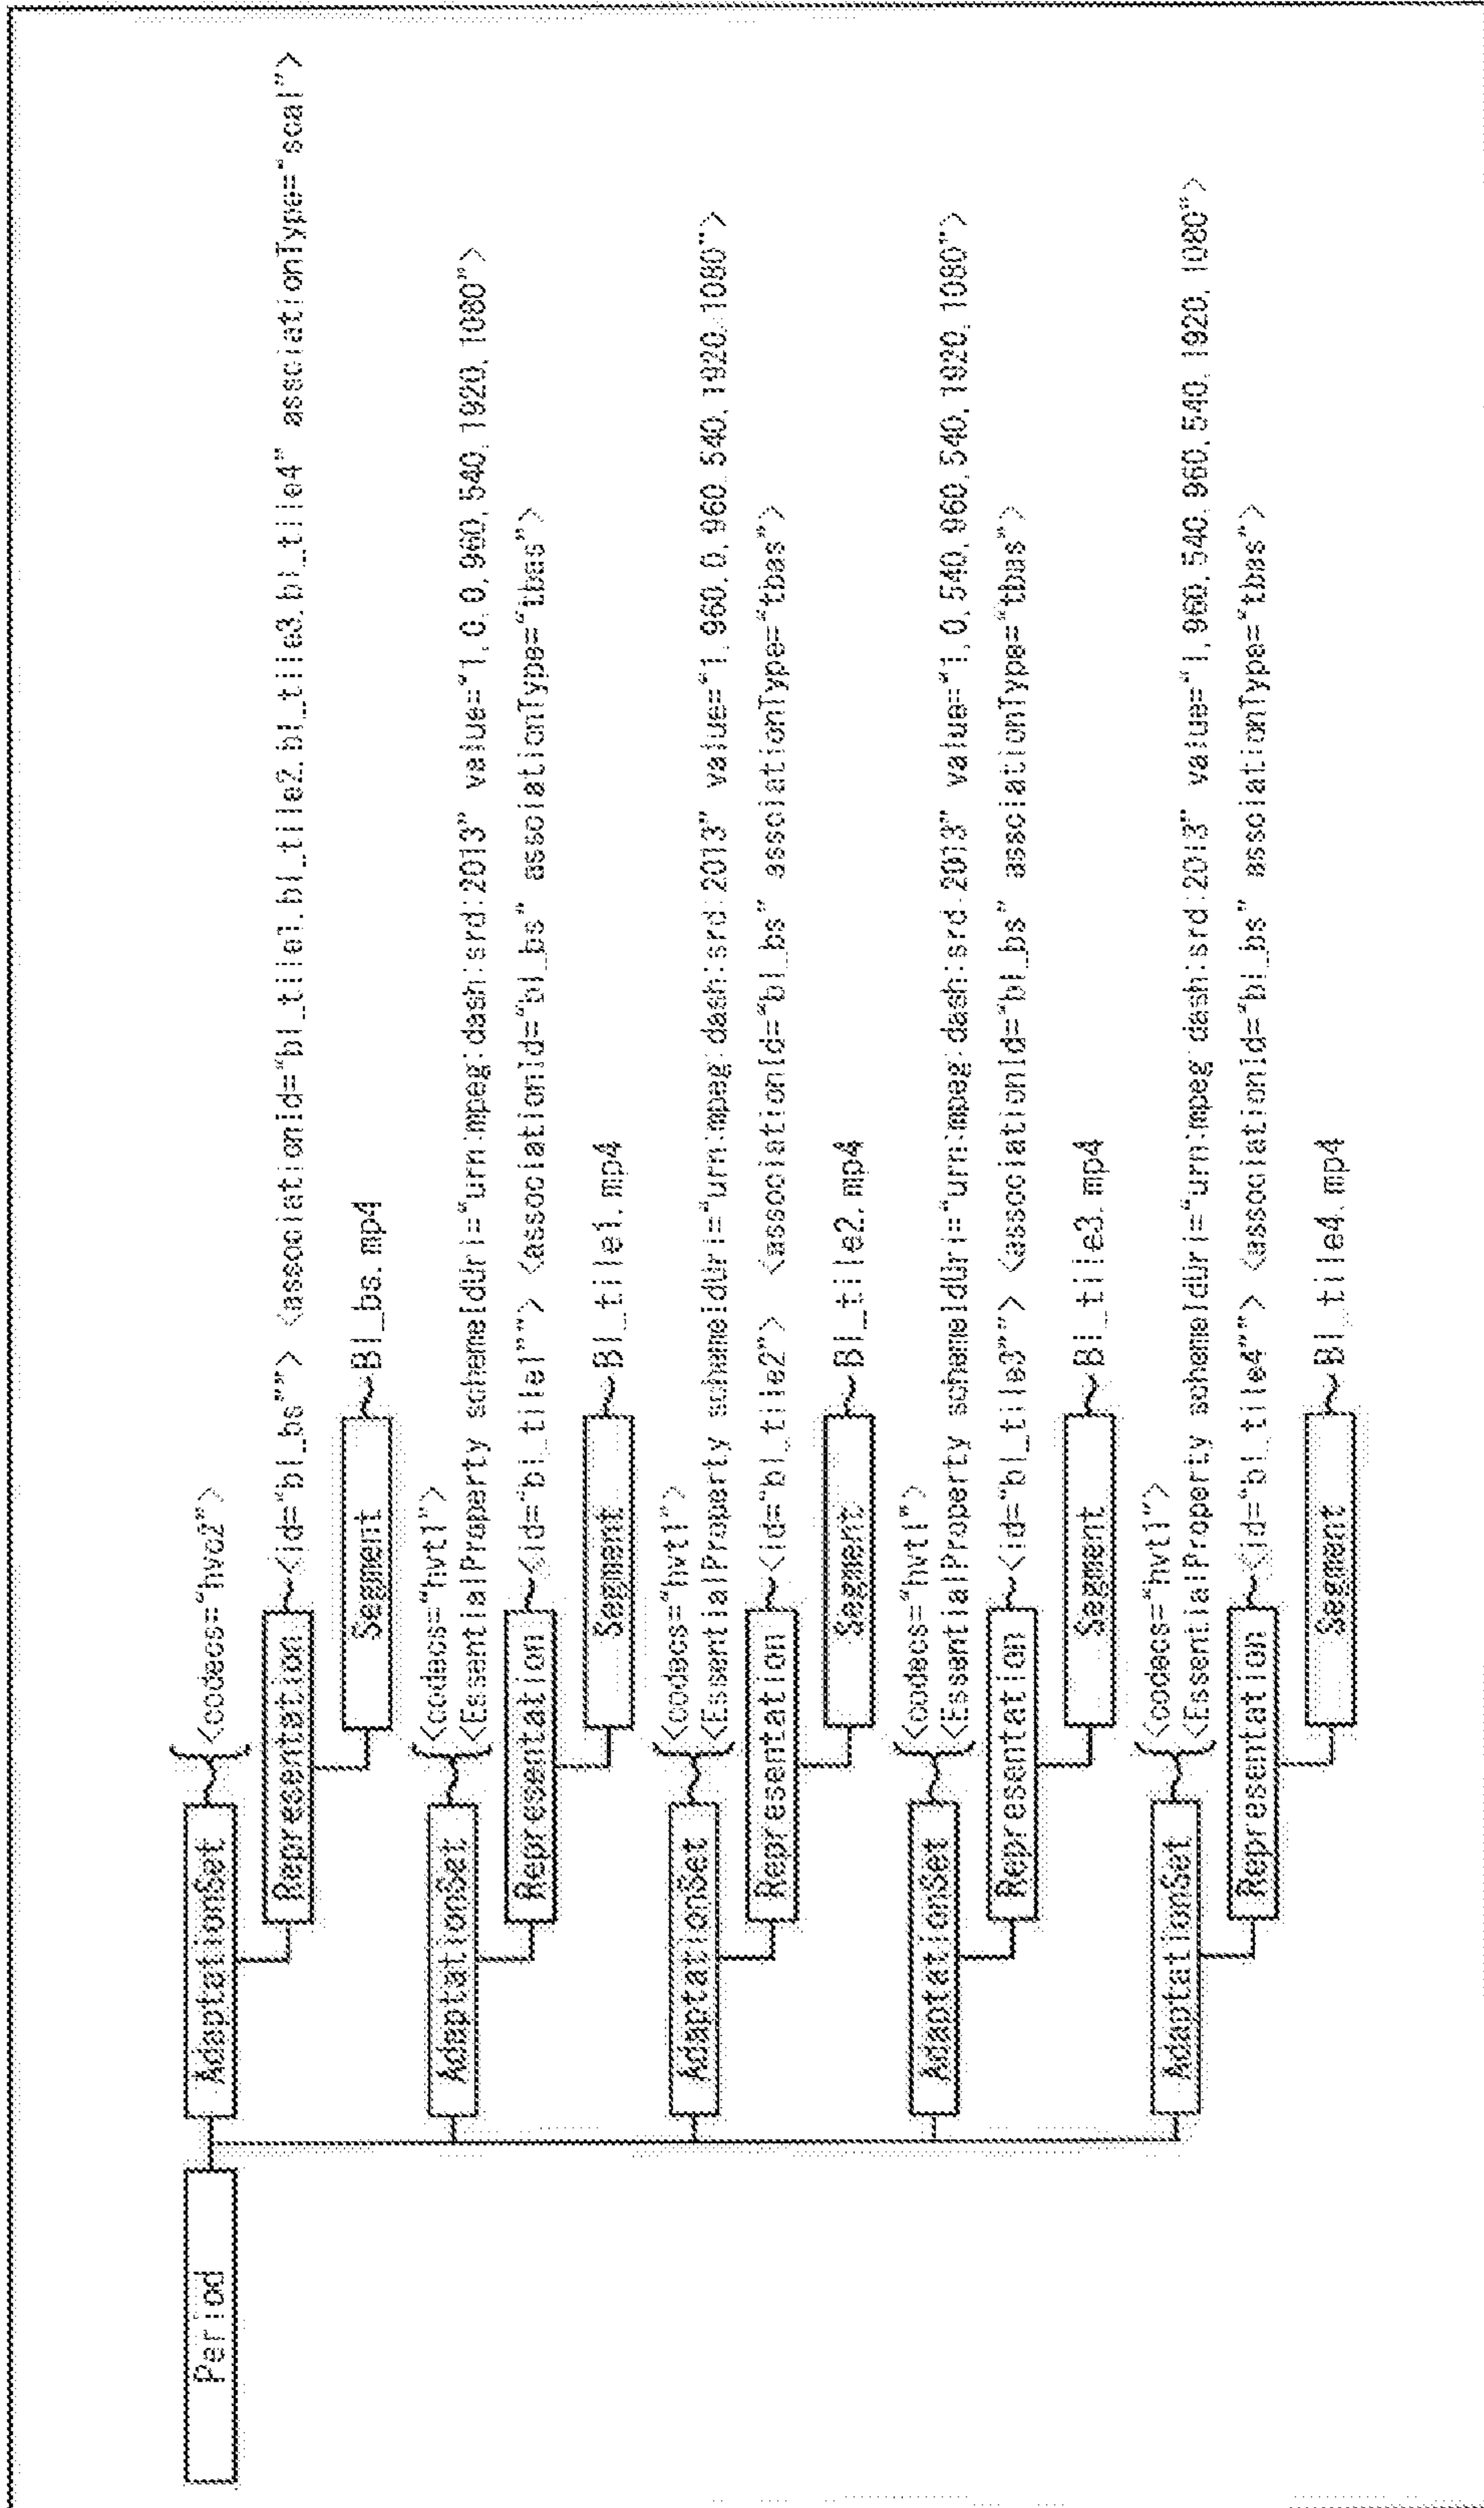 Period
AdaptationSet <codecs="hvc2">
Representation <id="bl_bs""> <associationid="bl_tile1.bl_tile2.bl_tile3.bl_tile4" assciationType="scal">
Segment Bl_bs.mp4
AdaptationSet <codecs="hvt1">
<EssentialProperty schemeIdUri="urn:mpeg:dash:srd:2013" value="1,0,0,960,540,1920,1080">
Representation <id="bl_tile1""> <associationId="bl_bs" associationType="tbas">
Segment Bl_tile1.mp4
AdaptationSet <codecs="hvt1">
<EssentialProperty schemeIdUri="urn:mpeg:dash:srd:2013" value="1,960,0,960,540,1920,1080">
Representation <id="bl_tile2"> <associationId="bl_bs" associationType="tbas">
Segment Bl_tile2.mp4
AdaptationSet <codecs="hvt1">
<EssentialProperty schemeIdUri="urn:mpeg:dash:srd:2013" value="1,0,540,960,540,1920,1080">
Representation <id="bl_tile3""> <associationId="bl_bs" assciationType="tbas">
Segment Bl_tile3.mp4
AdaptationSet <codecs="hvt1">
<EssentialProperty schemeIdUri="urn:mpeg:dash:srd:2013" value="1,960,540,960,540,1920,1080">
Representation <id="bl_tile4""> <associationId="bl_bs" associationType="tbas">
Segment Bl_tile4.mp4